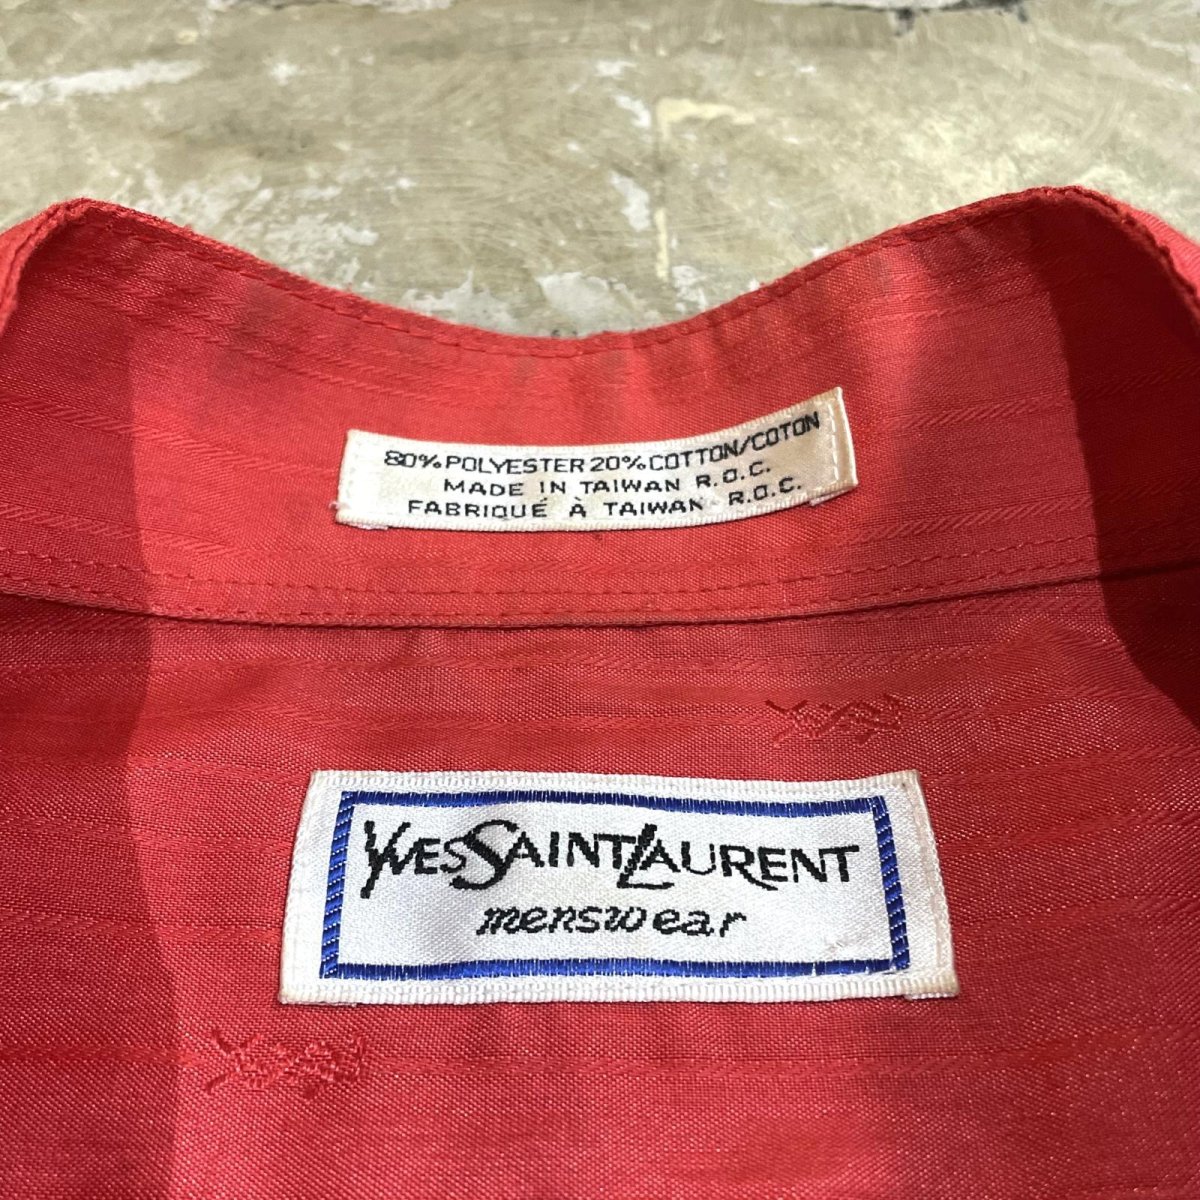 80% POLYESTER 20% COTTON/COTON
MADE IN TAIWAN R.O.C.
FABRIQUÉ À TAIWAN R.O.C.
YVES SAINT LAURENT
menswear